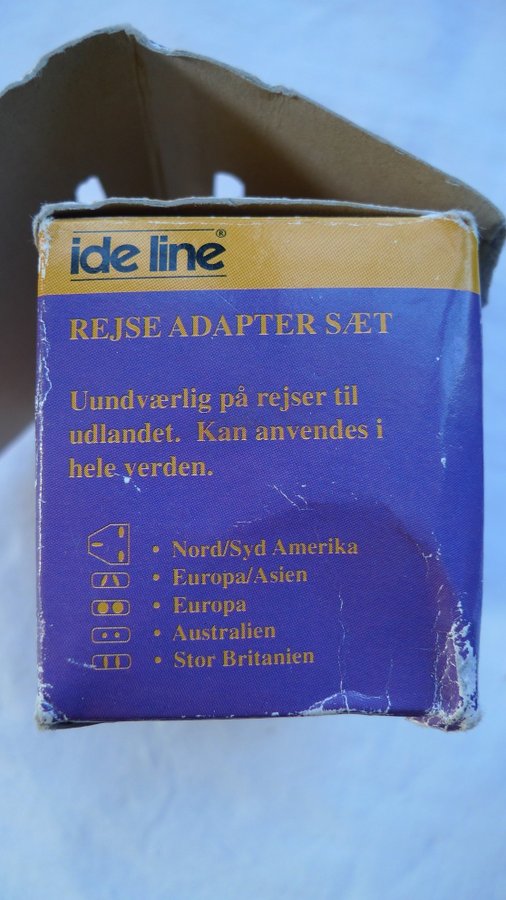 ide line®
REJSE ADAPTER SÆT
Uundværlig på rejser til
udlandet. Kan anvendes i
hele verden.
• Nord/Syd Amerika
• Europa/Asien
• Europa
• Australien
• Stor Britanien